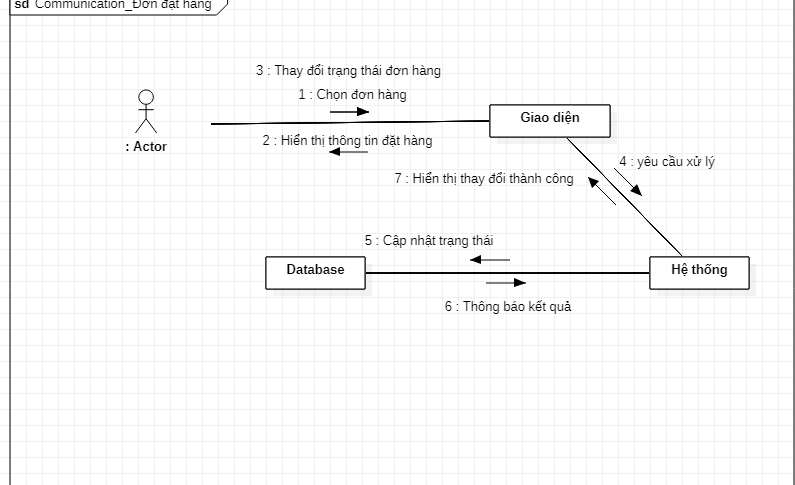 sd Communication_Đơn đặt hàng
3 : Thay đổi trạng thái đơn hàng
1 : Chọn đơn hàng
Giao diện
: Actor
2 : Hiển thị thông tin đặt hàng
4 : yêu cầu xử lý
7 : Hiển thị thay đổi thành công
5 : Cập nhật trạng thái
Database
Hệ thống
6 : Thông báo kết quả